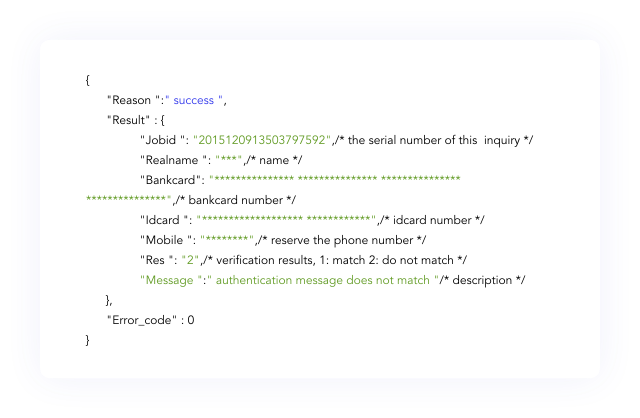 {
"Reason ":" success ",
"Result" : {
"Jobid ": "2015120913503797592",/* the serial number of this  inquiry */
"Realname ": "***",/* name */
"Bankcard": "*************** *************** ***************
***************",/* bankcard number */
"Idcard ": "******************* ************",/* idcard number */
"Mobile ": "********",/* reserve the phone number */
"Res ": "2",/* verification results, 1: match 2: do not match */
"Message ":" authentication message does not match "/* description */
},
"Error_code" : 0
}